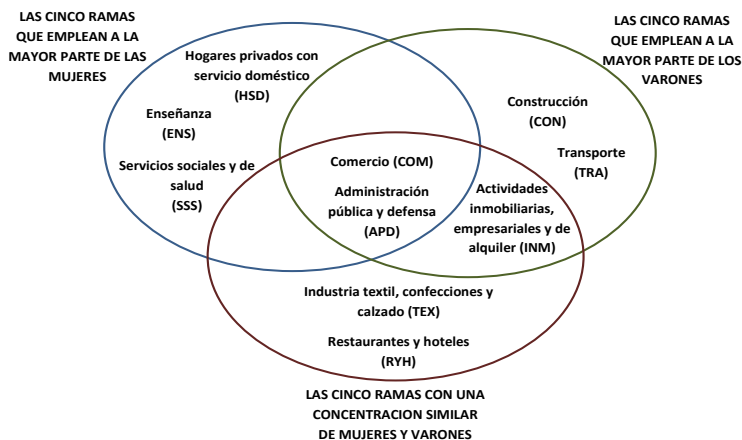 LAS CINCO RAMAS
QUE EMPLEAN A LA
MAYOR PARTE DE LAS
MUJERES
LAS CINCO RAMAS
QUE EMPLEAN A LA
MAYOR PARTE DE LOS
VARONES
Hogares privados con
servicio doméstico
(HSD)
Enseñanza
(ENS)
Servicios sociales y de
salud
(SSS)
Comercio (COM)
Administración
pública y defensa
(APD)
Construcción
(CON)
Transporte
(TRA)
Actividades
inmobiliarias,
empresariales y de
alquiler (INM)
Industria textil, confecciones y
calzado (TEX)
Restaurantes y hoteles
(RYH)
LAS CINCO RAMAS CON UNA
CONCENTRACION SIMILAR
DE MUJERES Y VARONES